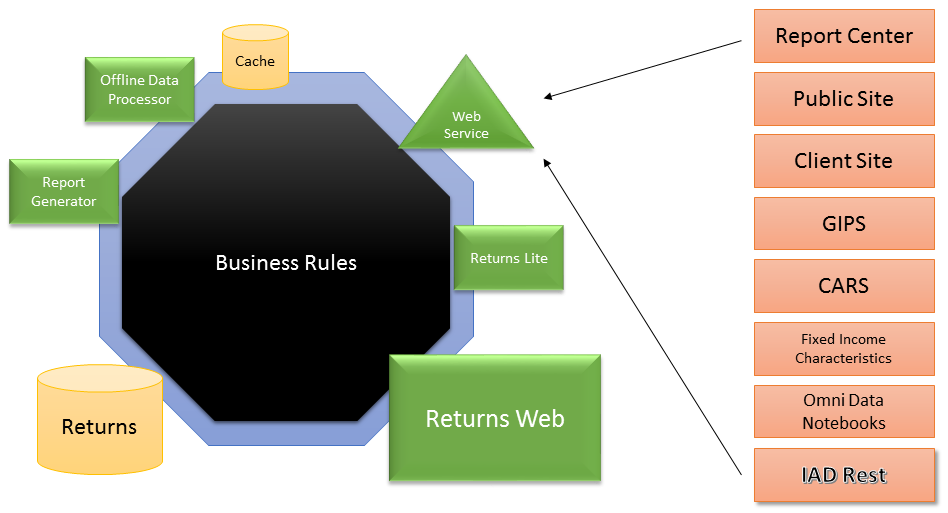 Cache
Offline Data
Processor
Web
Service
Report
Generator
Business Rules
Returns Lite
Returns
Returns Web
Report Center
Public Site
Client Site
GIPS
CARS
Fixed Income
Characteristics
Omni Data
Notebooks
IAD Rest